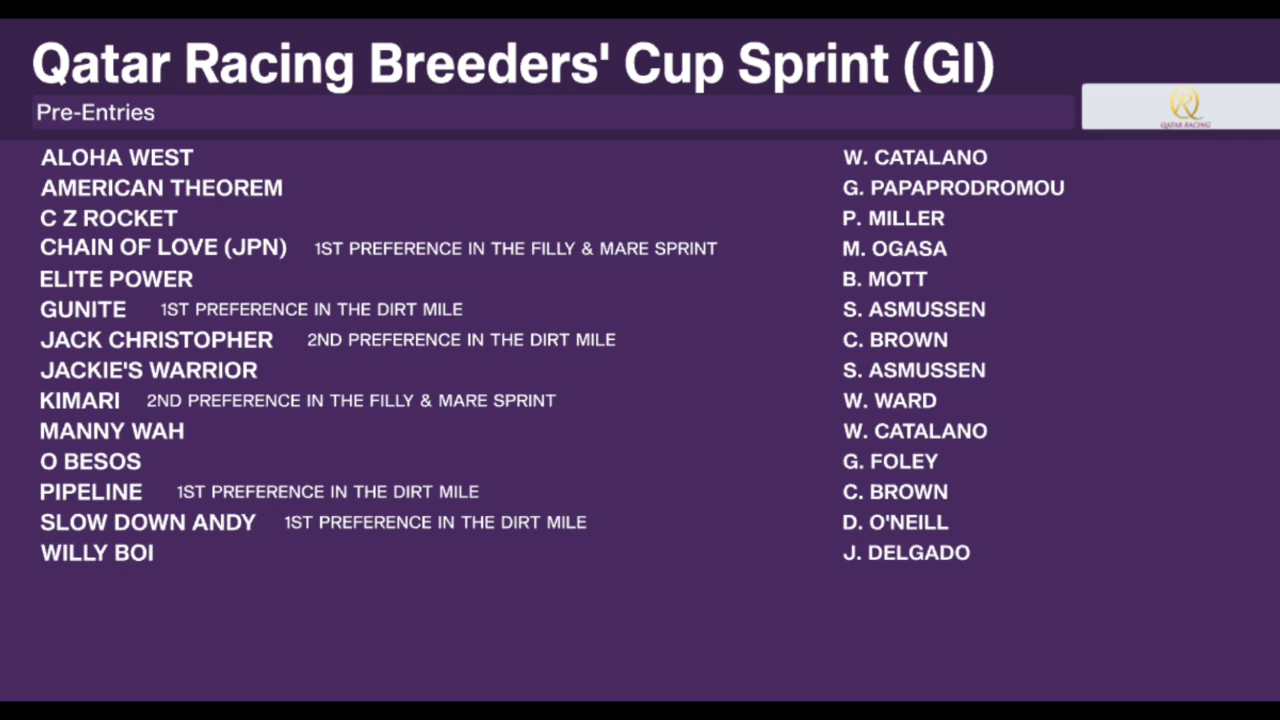 Qatar Racing Breeders' Cup Sprint (GI)
Pre-Entries
QATAR RACING
ALOHA WEST W. CATALANO
AMERICAN THEOREM G. PAPAPRODROMOU
C Z ROCKET P. MILLER
CHAIN OF LOVE (JPN) 1ST PREFERENCE IN THE FILLY & MARE SPRINT M. OGASA
ELITE POWER B. MOTT
GUNITE 1ST PREFERENCE IN THE DIRT MILE S. ASMUSSEN
JACK CHRISTOPHER 2ND PREFERENCE IN THE DIRT MILE C. BROWN
JACKIE'S WARRIOR S. ASMUSSEN
KIMARI 2ND PREFERENCE IN THE FILLY & MARE SPRINT W. WARD
MANNY WAH W. CATALANO
O BESOS G. FOLEY
PIPELINE 1ST PREFERENCE IN THE DIRT MILE C. BROWN
SLOW DOWN ANDY 1ST PREFERENCE IN THE DIRT MILE D. O'NEILL
WILLY BOI J. DELGADO